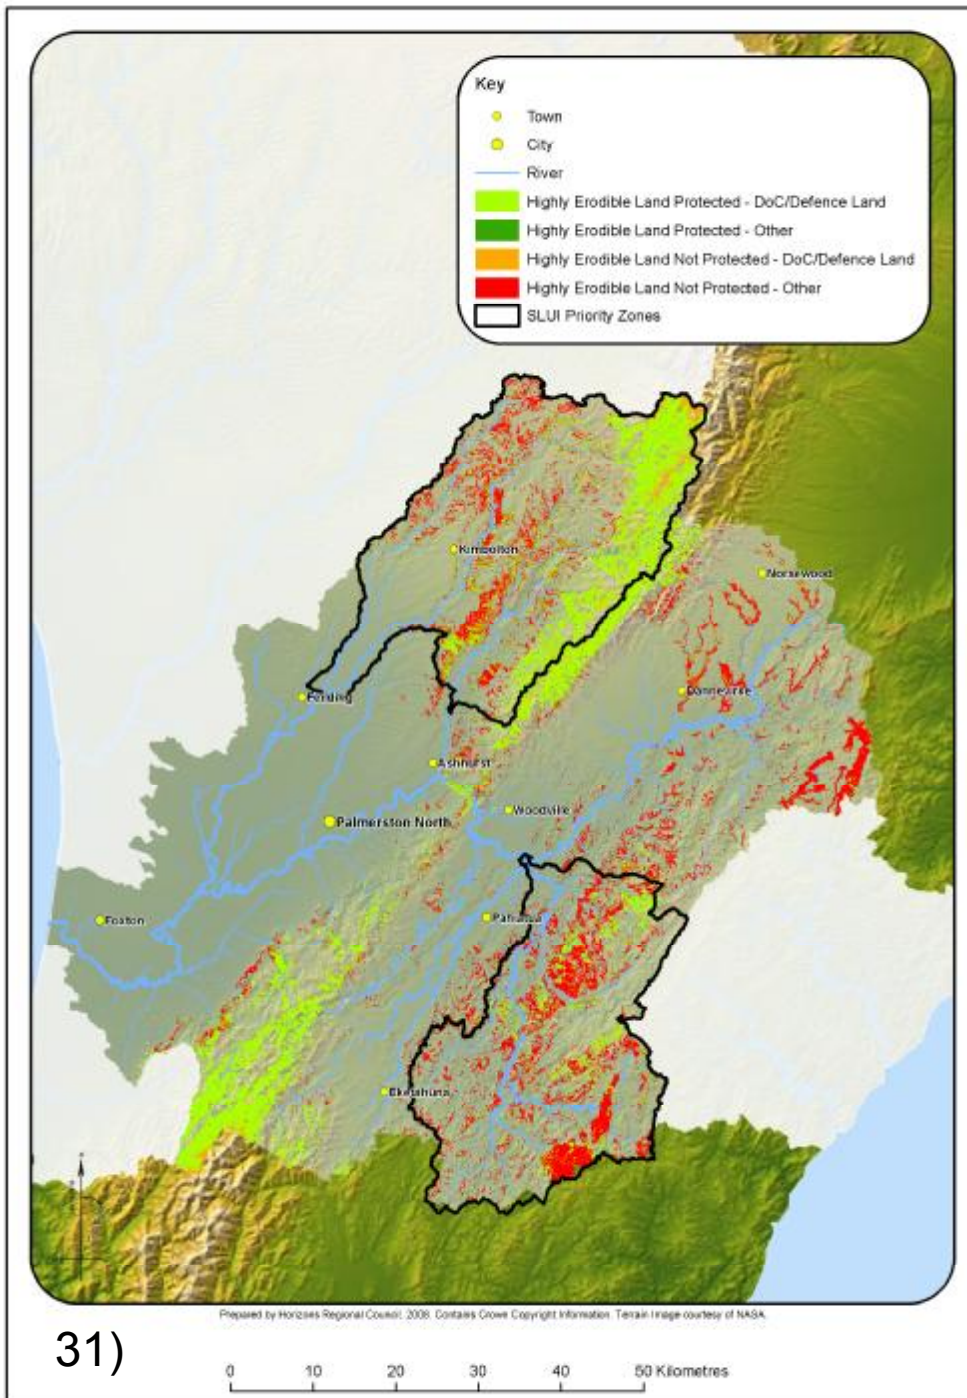 Key
Town
City
River
Highly Erodible Land Protected - DoC/Defence Land
Highly Erodible Land Protected - Other
Highly Erodible Land Not Protected - DoC/Defence Land
Highly Erodible Land Not Protected - Other
SLUI Priority Zones
Kimbolton
Norsewood
Feilding
Dannevirke
Ashhurst
Woodville
Palmerston North
Foxton
Pahiatua
Eketahuna
Prepared by Horizons Regional Council, 2008. Contains Crown Copyright Information. Terrain Image courtesy of NASA.
31)
0 10 20 30 40 50 Kilometres